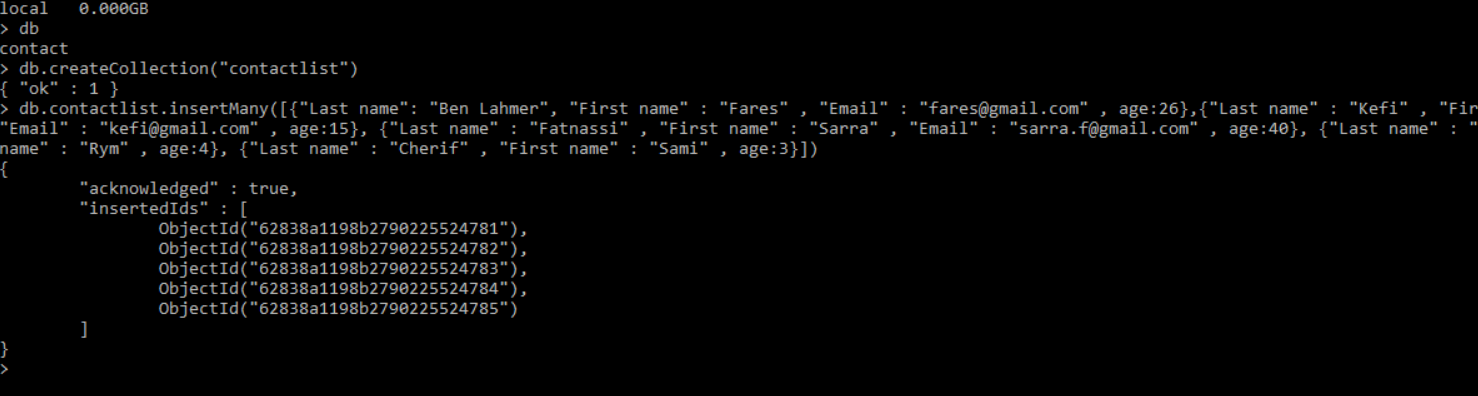 local   0.000GB
> db
contact
> db.createCollection("contactlist")
{ "ok" : 1 }
> db.contactlist.insertMany([{"Last name": "Ben Lahmer", "First name" : "Fares" , "Email" : "fares@gmail.com" , age:26},{"Last name" : "Kefi" , "Fir
"Email" : "kefi@gmail.com" , age:15}, {"Last name" : "Fatnassi" , "First name" : "Sarra" , "Email" : "sarra.f@gmail.com" , age:40}, {"Last name" : "
name" : "Rym" , age:4}, {"Last name" : "Cherif" , "First name" : "Sami" , age:3}])
{
        "acknowledged" : true,
        "insertedIds" : [
                ObjectId("62838a1198b2790225524781"),
                ObjectId("62838a1198b2790225524782"),
                ObjectId("62838a1198b2790225524783"),
                ObjectId("62838a1198b2790225524784"),
                ObjectId("62838a1198b2790225524785")
        ]
}
>